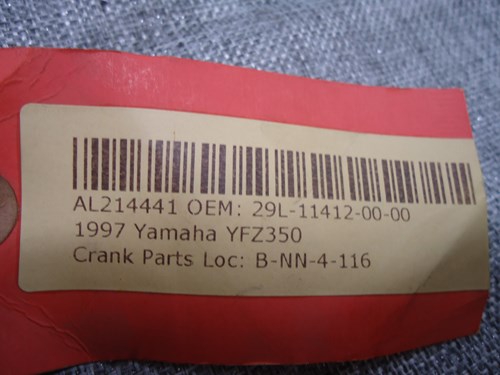 AL214441 OEM: 29L-11412-00-00
1997 Yamaha YFZ350
Crank Parts Loc: B-NN-4-116